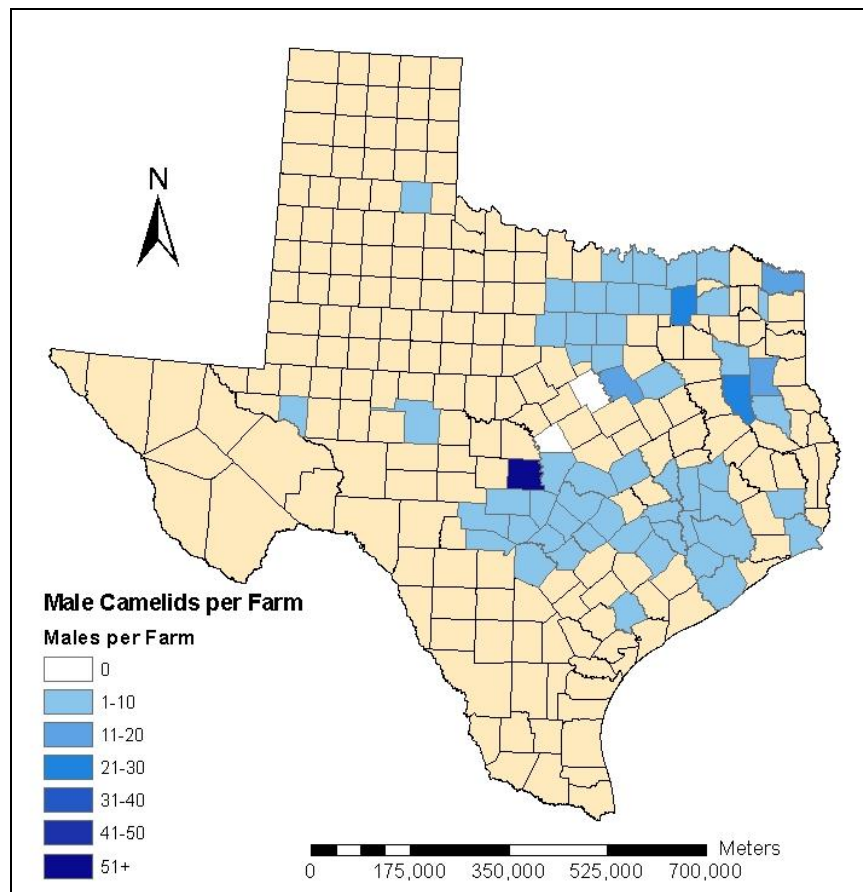 N
Male Camelids per Farm
Males per Farm
0
1-10
11-20
21-30
31-40
41-50
51+
Meters
0 175,000 350,000 525,000 700,000